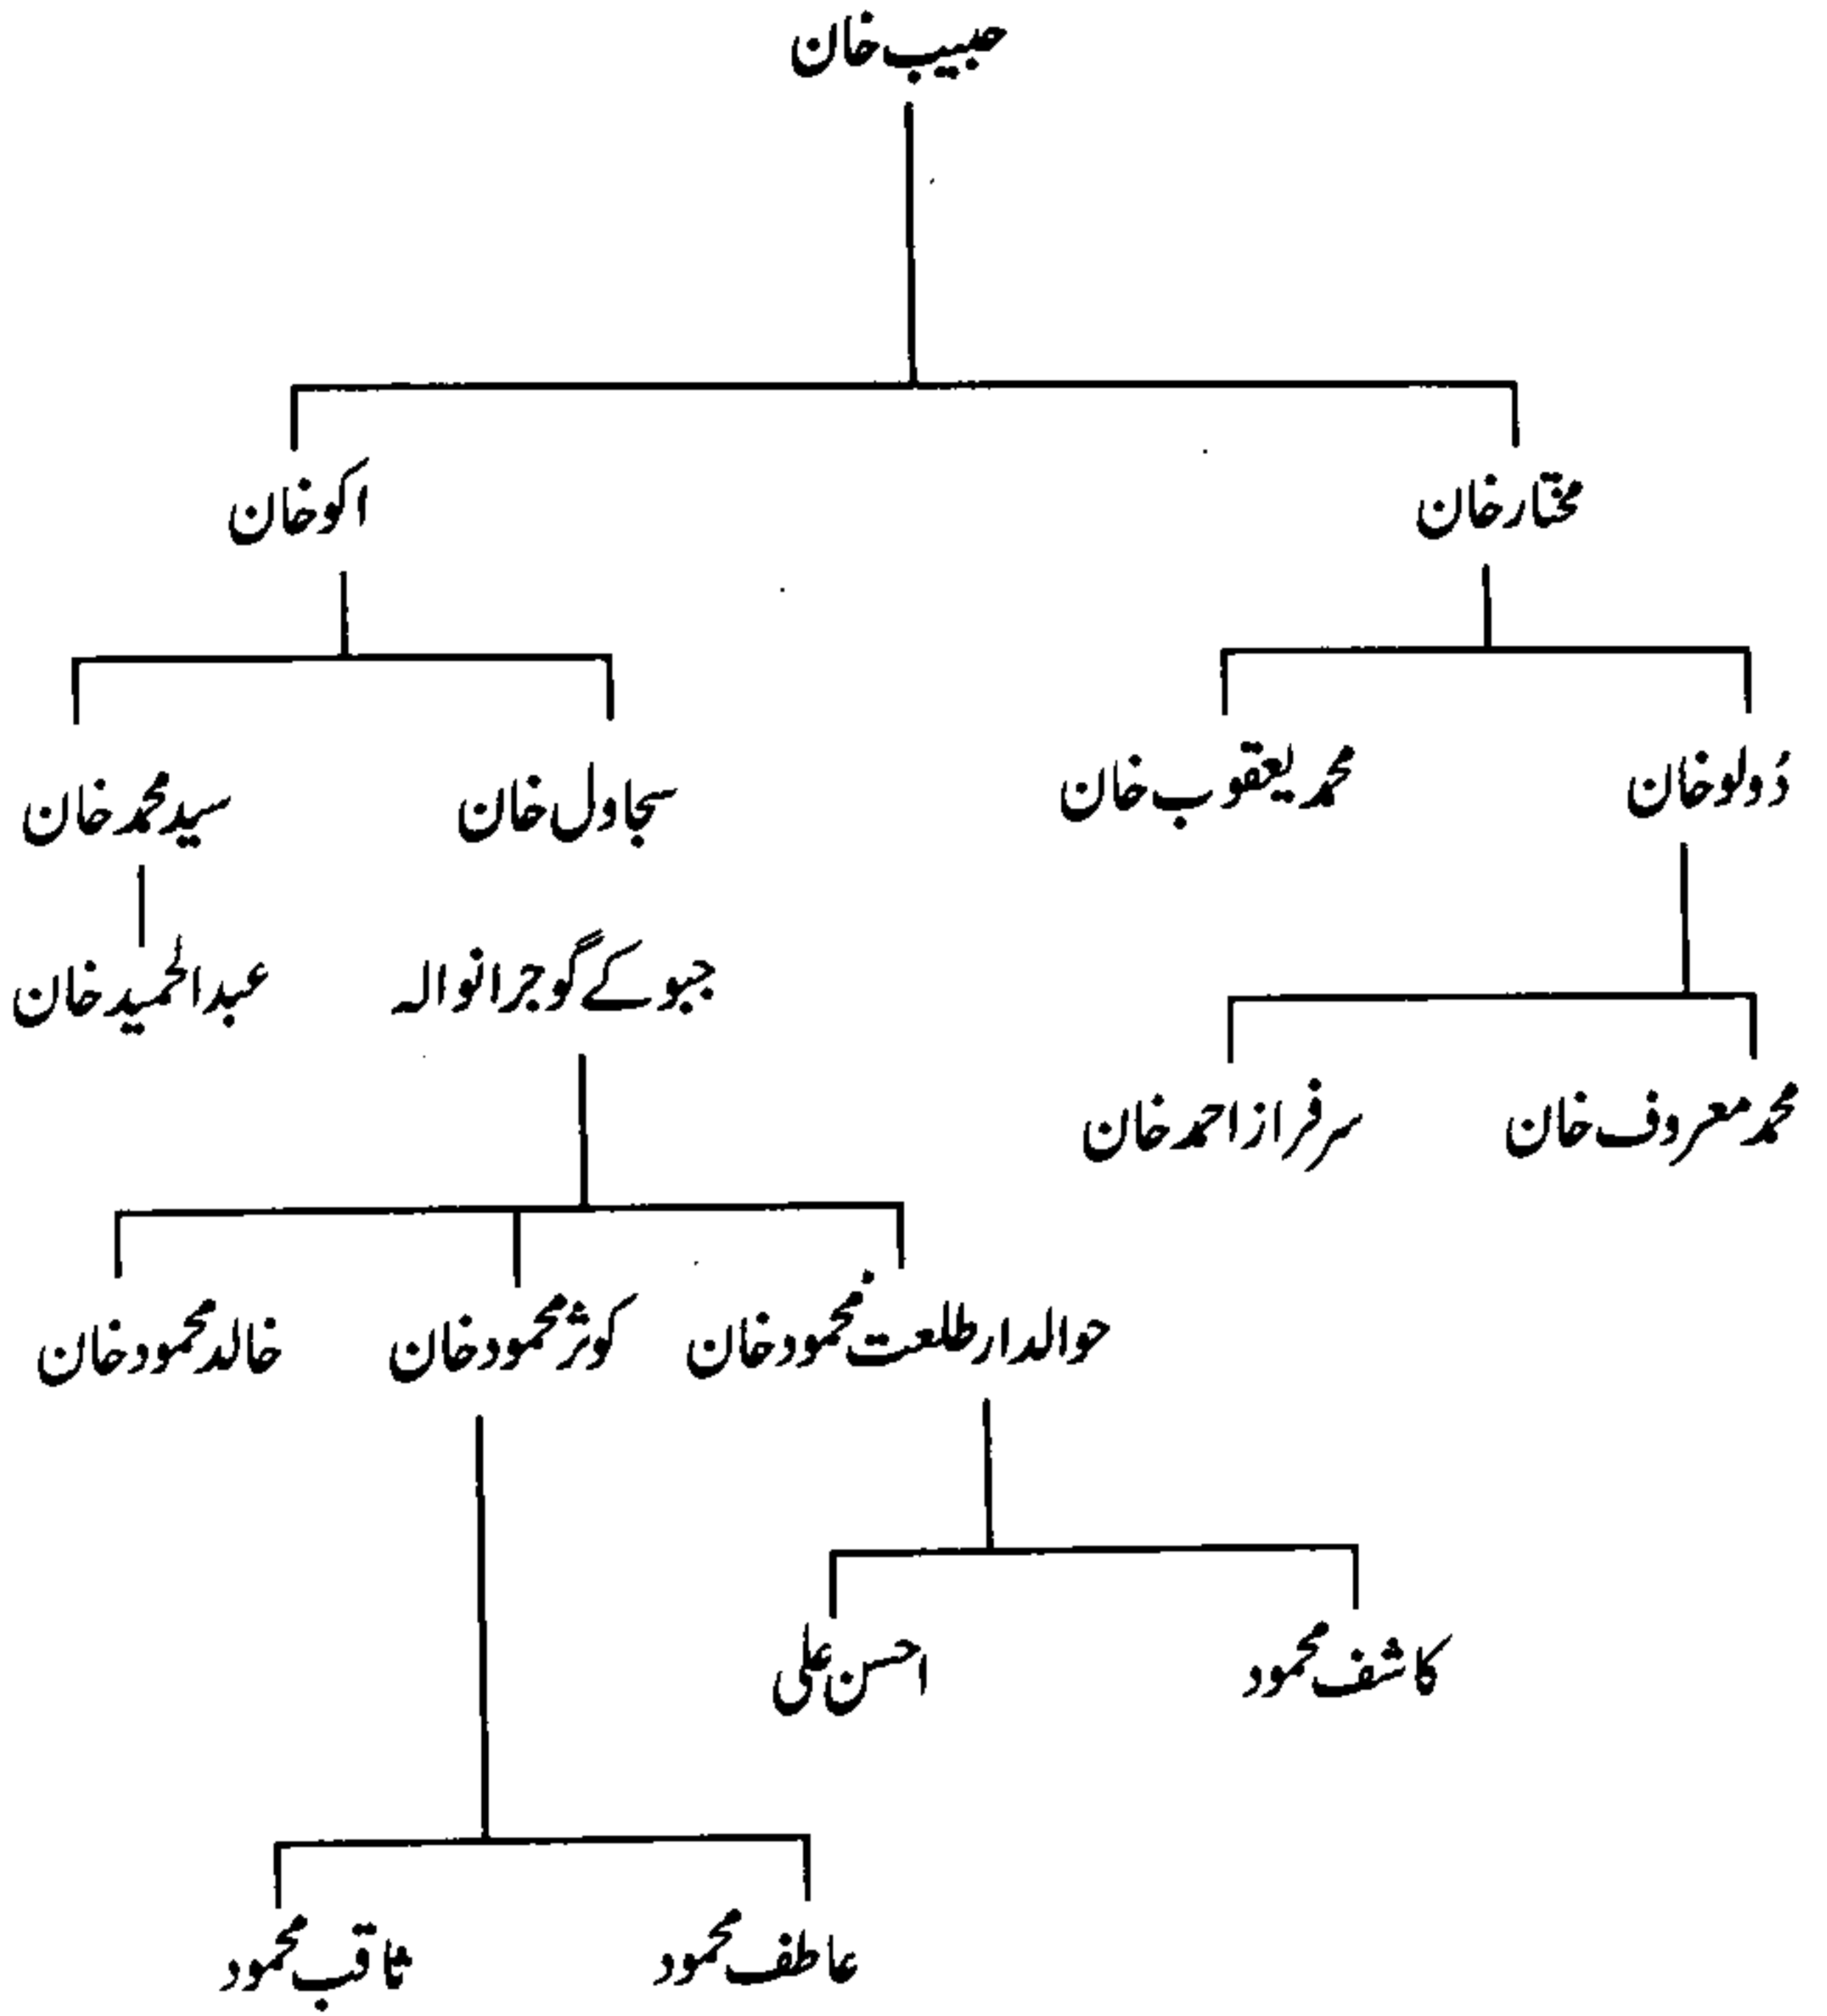 حبیب خان
مختار خان
اکو خان
دُولو خان
محمد یعقوب خان
سجاول خان
سید محمد خان
جبو کے گوجرانوالہ
عبدالحمید خان
محمد معروف خان
سرفراز احمد خان
حوالدار طلعت محمود خان
کوثر محمود خان
خالد محمود خان
کاشف محمود
احسن علی
عاطف محمود
ثاقب محمود